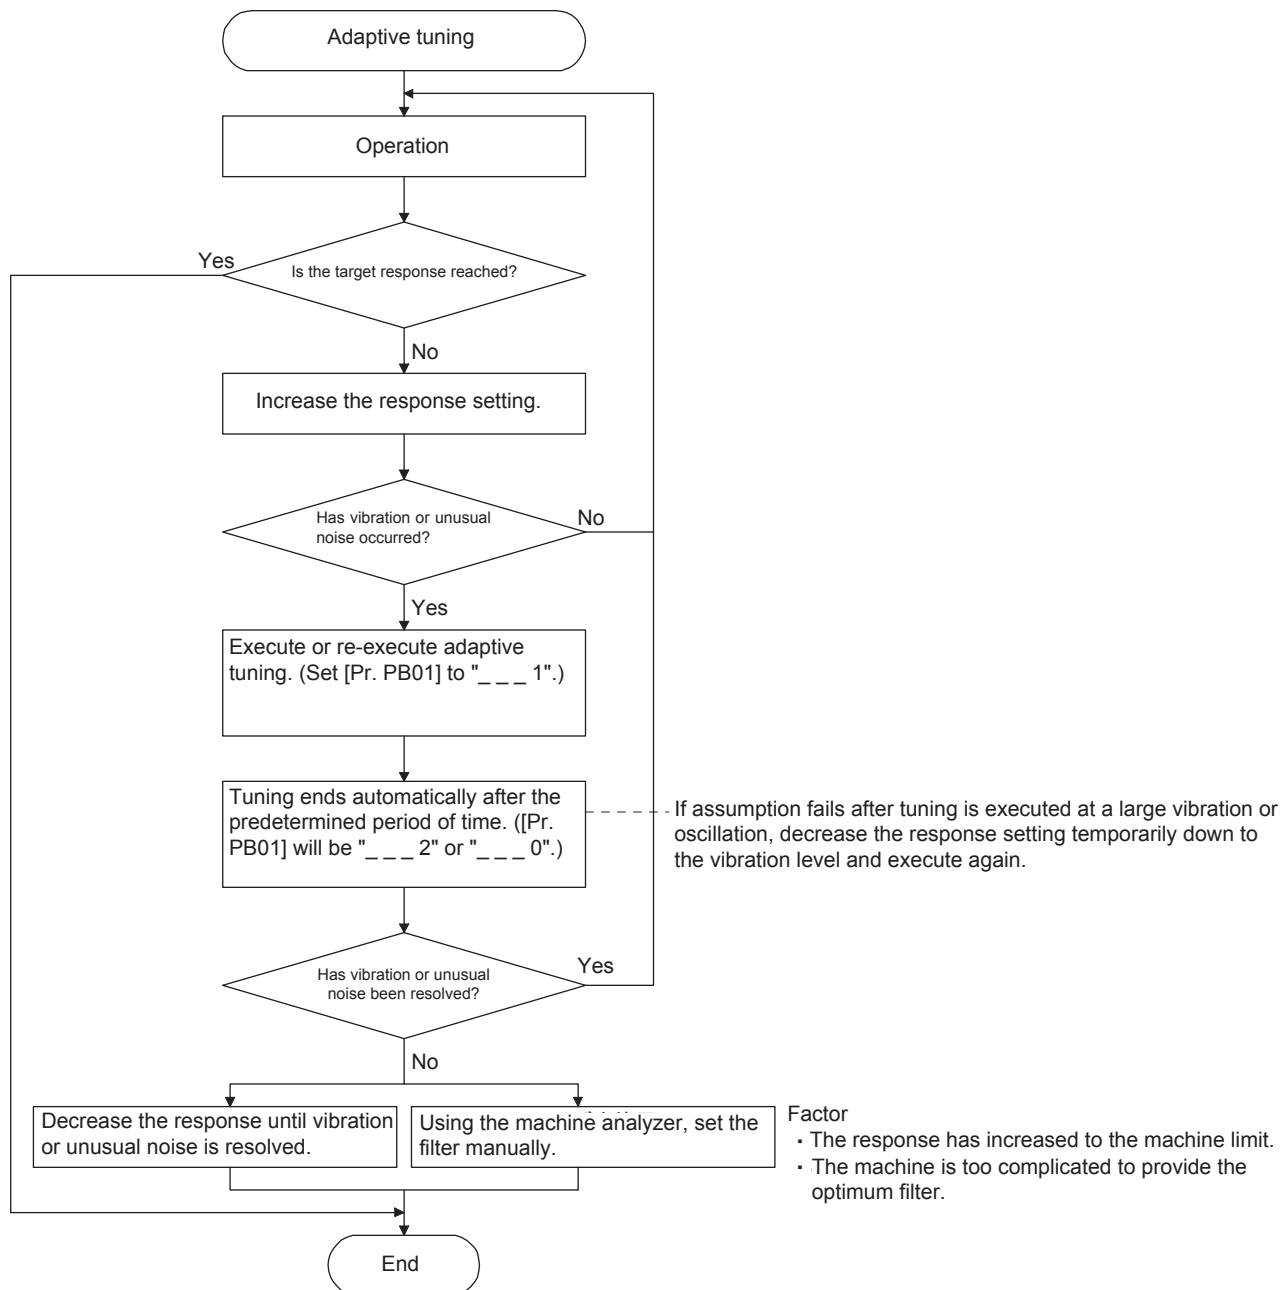 Adaptive tuning
Operation
Yes
Is the target response reached?
No
Increase the response setting.
Has vibration or unusual
noise occurred?
No
Yes
Execute or re-execute adaptive
tuning. (Set [Pr. PB01] to "_ _ _ 1".)
Tuning ends automatically after the
predetermined period of time. ([Pr.
PB01] will be "_ _ _ 2" or "_ _ _ 0".)
If assumption fails after tuning is executed at a large vibration or
oscillation, decrease the response setting temporarily down to
the vibration level and execute again.
Has vibration or unusual
noise been resolved?
Yes
No
Decrease the response until vibration
or unusual noise is resolved.
Using the machine analyzer, set the
filter manually.
Factor
・The response has increased to the machine limit.
・The machine is too complicated to provide the
optimum filter.
End